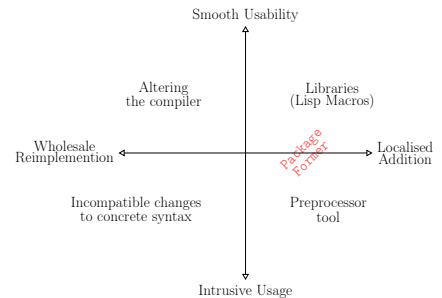 Smooth Usability
Altering
the compiler
Libraries
(Lisp Macros)
Wholesale
Reimplemention
Package
Former
Localised
Addition
Incompatible changes
to concrete syntax
Preprocessor
tool
Intrusive Usage